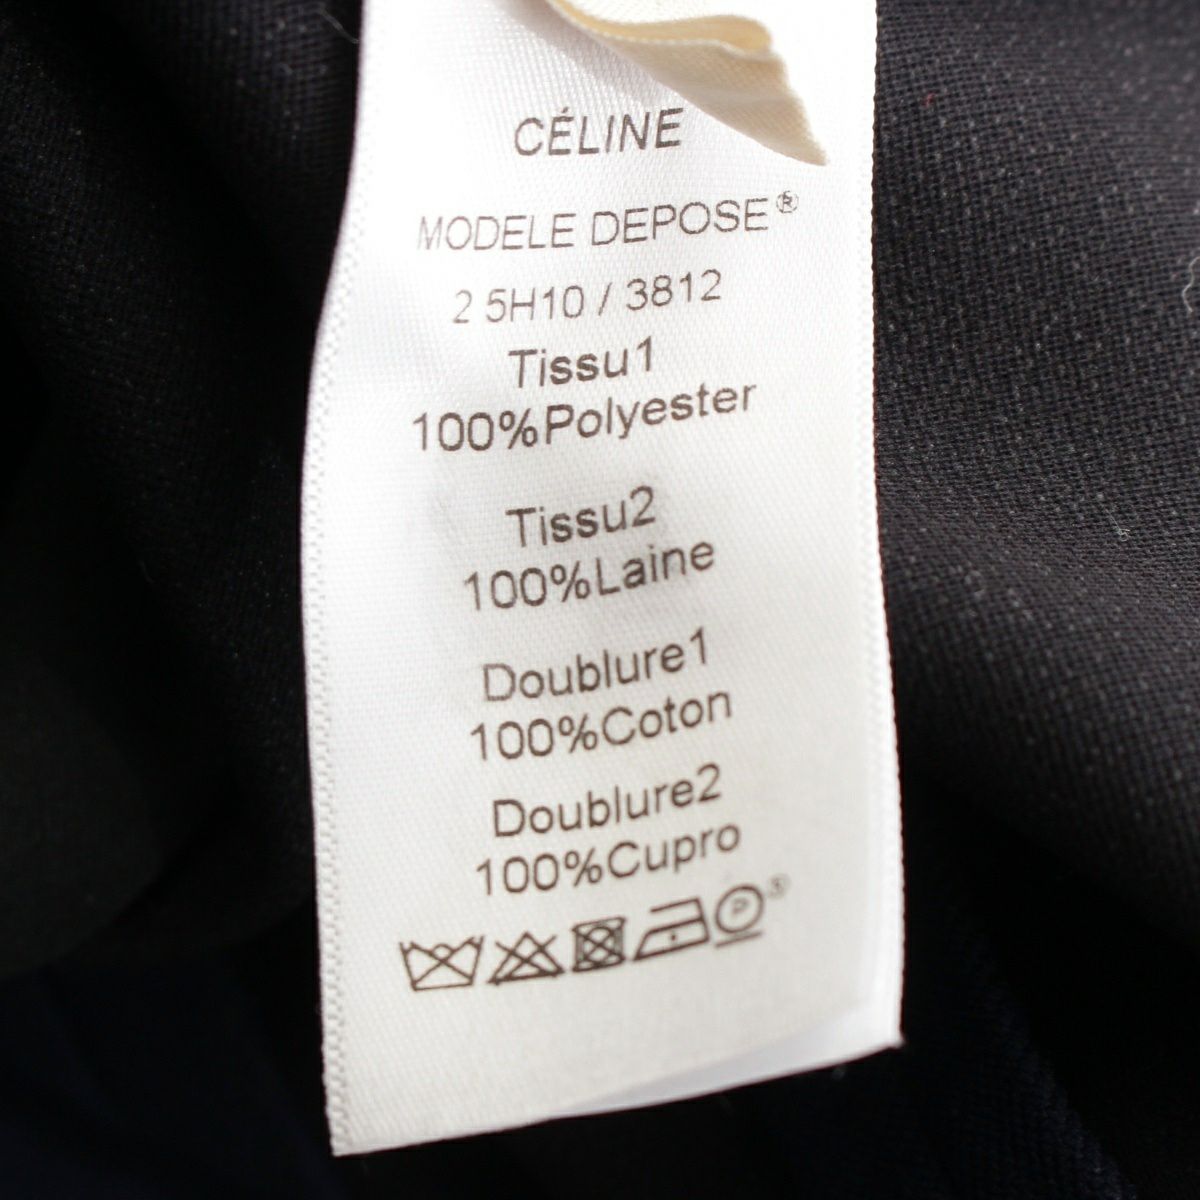 CÉLINE
MODELE DEPOSE®
2 5H10 / 3812
Tissu1
100%Polyester
Tissu2
100%Laine
Doublure1
100%Coton
Doublure2
100%Cupro
P